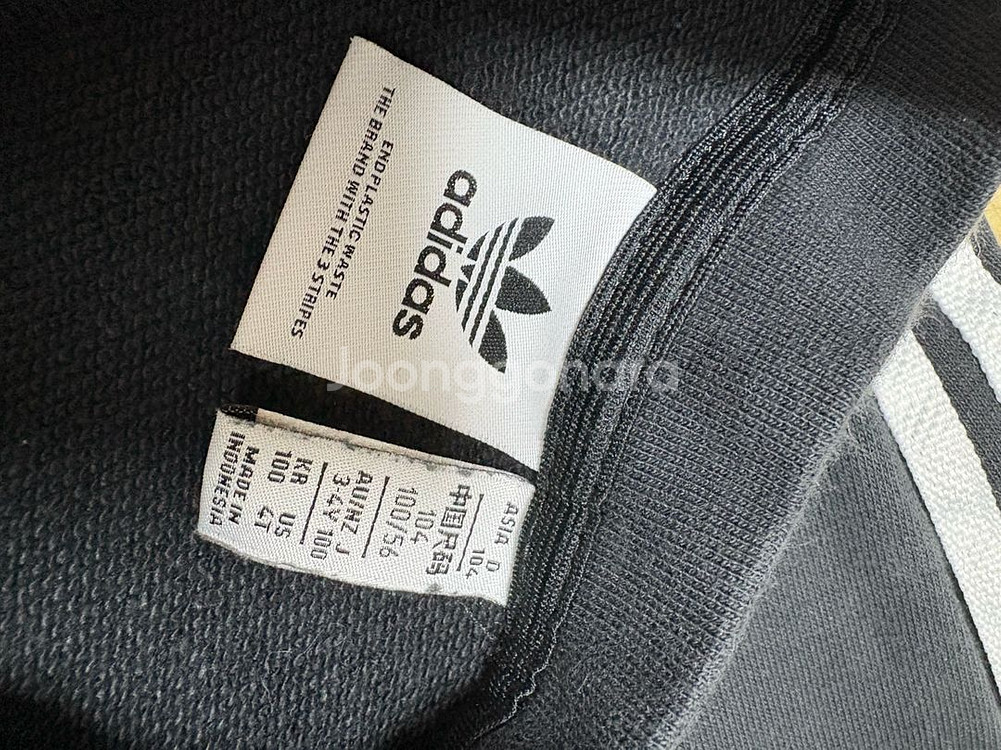 adidas
END PLASTIC WASTE
THE BRAND WITH THE 3 STRIPES
ASIA D
104
中国尺码
104
100/56
AU/NZ J
3-4Y 100
KR US
100 4T
MADE IN
INDONESIA
Joonggonara